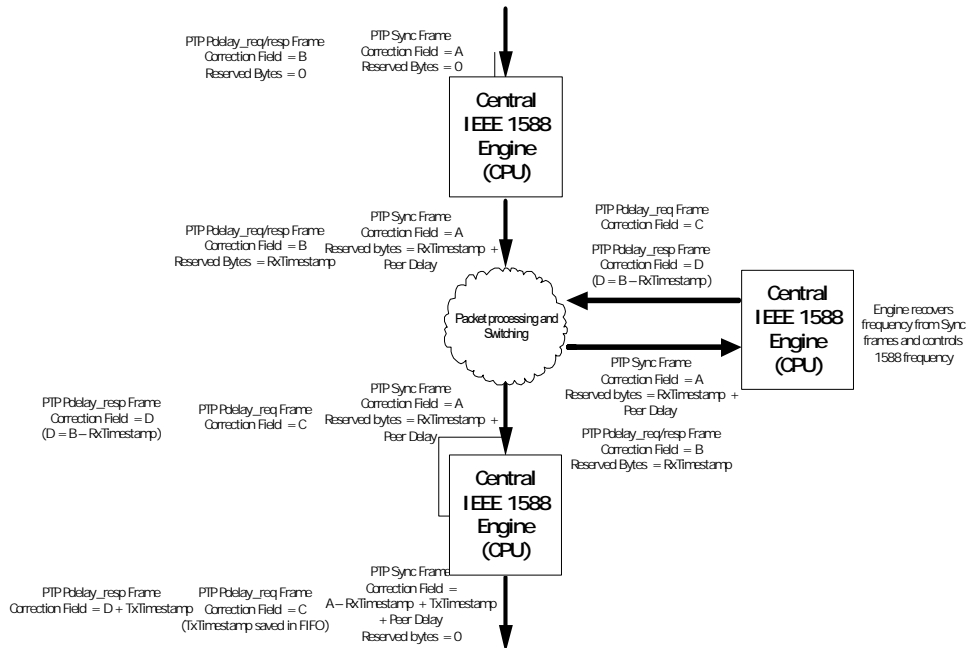 PTP Pdelay_req/resp Frame
Correction Field = B
Reserved Bytes = 0
PTP Sync Frame
Correction Field = A
Reserved Bytes = 0
Central
IEEE 1588
Engine
(CPU)
PTP Pdelay_req/resp Frame
Correction Field = B
Reserved Bytes = RxTimestamp
PTP Sync Frame
Correction Field = A
Reserved bytes = RxTimestamp +
Peer Delay
PTP Pdelay_req Frame
Correction Field = C
PTP Pdelay_resp Frame
Correction Field = D
(D = B – RxTimestamp)
Packet processing and
Switching
Central
IEEE 1588
Engine
(CPU)
Engine recovers
frequency from Sync
frames and controls
1588 frequency
PTP Sync Frame
Correction Field = A
Reserved bytes = RxTimestamp +
Peer Delay
PTP Pdelay_req/resp Frame
Correction Field = B
Reserved Bytes = RxTimestamp
PTP Pdelay_resp Frame
Correction Field = D
(D = B – RxTimestamp)
PTP Pdelay_req Frame
Correction Field = C
PTP Sync Frame
Correction Field = A
Reserved bytes = RxTimestamp +
Peer Delay
Central
IEEE 1588
Engine
(CPU)
PTP Pdelay_resp Frame
Correction Field = D + TxTimestamp
PTP Pdelay_req Frame
Correction Field = C
(TxTimestamp saved in FIFO)
PTP Sync Frame
Correction Field =
A – RxTimestamp + TxTimestamp
+ Peer Delay
Reserved bytes = 0